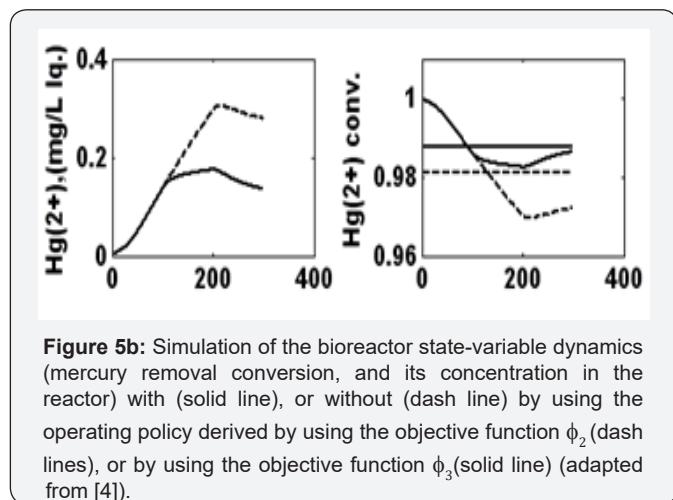 0.4
0.2
0
0 200 400
Hg(2+),(mg/L lq.)
1
0.98
0.96
0 200 400
Hg(2+) conv.
Figure 5b: Simulation of the bioreactor state-variable dynamics
(mercury removal conversion, and its concentration in the
reactor) with (solid line), or without (dash line) by using the
operating policy derived by using the objective function ϕ₂ (dash
lines), or by using the objective function ϕ₃(solid line) (adapted
from [4]).